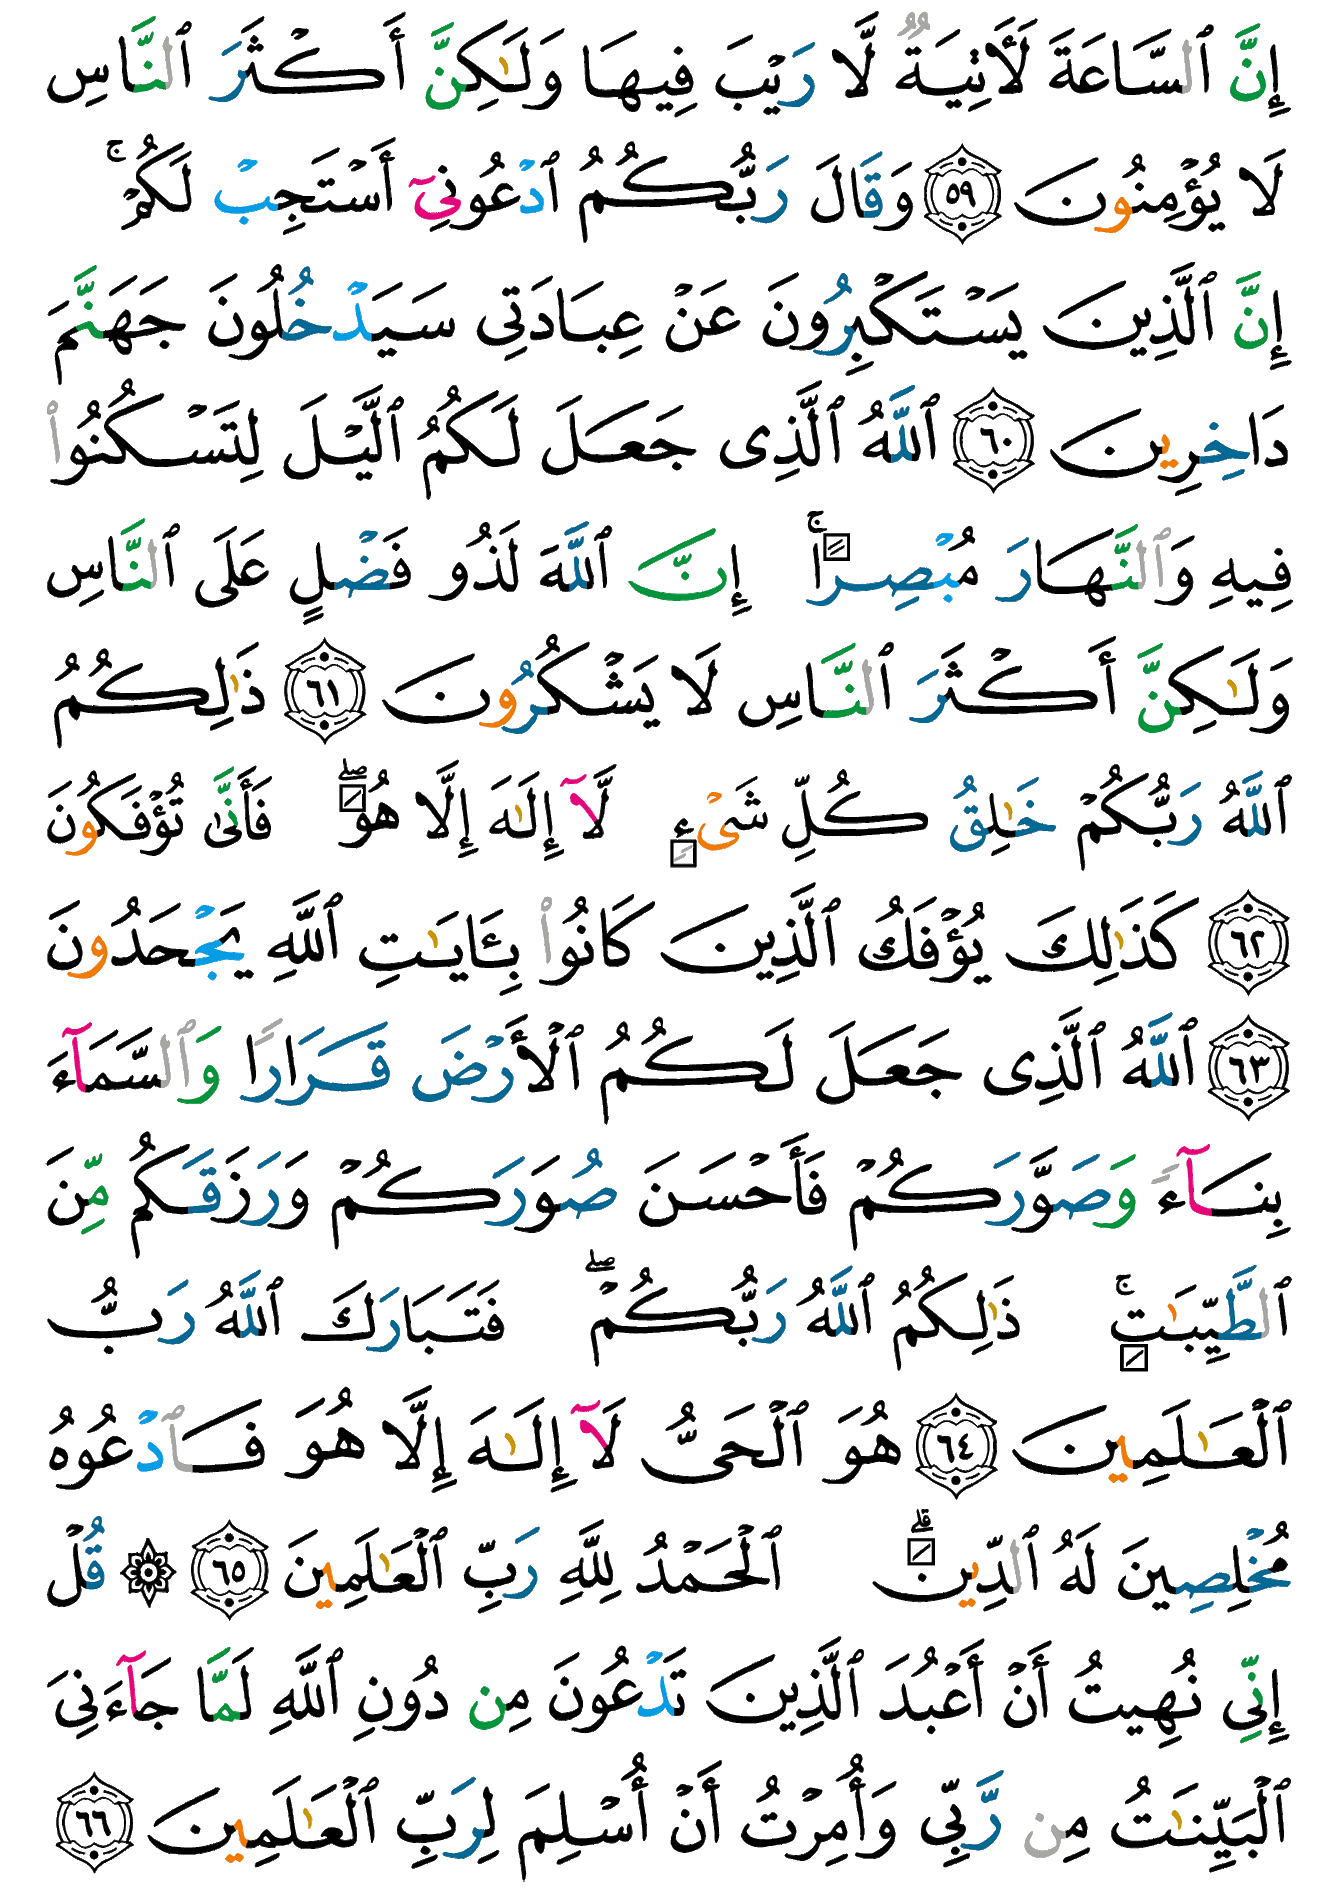 إِنَّ ٱلسَّاعَةَ لَأٓتِيَةٌ لَّا رَيْبَ فِيهَا وَلَٰكِنَّ أَكْثَرَ ٱلنَّاسِ
لَا يُؤْمِنُونَ ٥٩ وَقَالَ رَبُّكُمُ ٱدْعُونِىٓ أَسْتَجِبْ لَكُمْ ۚ
إِنَّ ٱلَّذِينَ يَسْتَكْبِرُونَ عَنْ عِبَادَتِى سَيَدْخُلُونَ جَهَنَّمَ
دَاخِرِينَ ٦٠ ٱللَّهُ ٱلَّذِى جَعَلَ لَكُمُ ٱلَّيْلَ لِتَسْكُنُوا۟
فِيهِ وَٱلنَّهَارَ مُبْصِرًا ۚ إِنَّ ٱللَّهَ لَذُو فَضْلٍ عَلَى ٱلنَّاسِ
وَلَٰكِنَّ أَكْثَرَ ٱلنَّاسِ لَا يَشْكُرُونَ ٦١ ذَٰلِكُمُ
ٱللَّهُ رَبُّكُمْ خَٰلِقُ كُلِّ شَىْءٍ لَّآ إِلَٰهَ إِلَّا هُوَ ۖ فَأَنَّىٰ تُؤْفَكُونَ
٦٢ كَذَٰلِكَ يُؤْفَكُ ٱلَّذِينَ كَانُوا۟ بِـَٔايَٰتِ ٱللَّهِ يَجْحَدُونَ
٦٣ ٱللَّهُ ٱلَّذِى جَعَلَ لَكُمُ ٱلْأَرْضَ قَرَارًا وَٱلسَّمَآءَ
بِنَآءً وَصَوَّرَكُمْ فَأَحْسَنَ صُوَرَكُمْ وَرَزَقَكُم مِّنَ
ٱلطَّيِّبَٰتِ ۚ ذَٰلِكُمُ ٱللَّهُ رَبُّكُمْ ۖ فَتَبَارَكَ ٱللَّهُ رَبُّ
ٱلْعَٰلَمِينَ ٦٤ هُوَ ٱلْحَىُّ لَآ إِلَٰهَ إِلَّا هُوَ فَٱدْعُوهُ
مُخْلِصِينَ لَهُ ٱلدِّينَ ۗ ٱلْحَمْدُ لِلَّهِ رَبِّ ٱلْعَٰلَمِينَ ٦٥ ۞ قُلْ
إِنِّى نُهِيتُ أَنْ أَعْبُدَ ٱلَّذِينَ تَدْعُونَ مِن دُونِ ٱللَّهِ لَمَّا جَآءَنِىَ
ٱلْبَيِّنَٰتُ مِن رَّبِّى وَأُمِرْتُ أَنْ أُسْلِمَ لِرَبِّ ٱلْعَٰلَمِينَ ٦٦